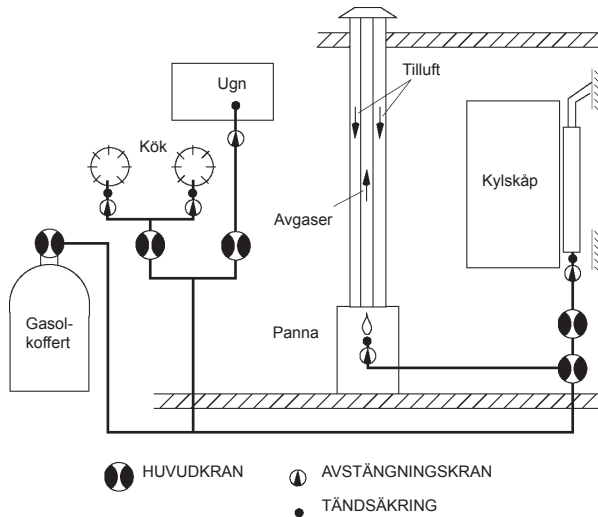 Ugn
Tilluft
Kök
Kylskåp
Avgaser
Gasol-
koffert
Panna
HUVUDKRAN
AVSTÄNGNINGSKRAN
TÄNDSÄKRING